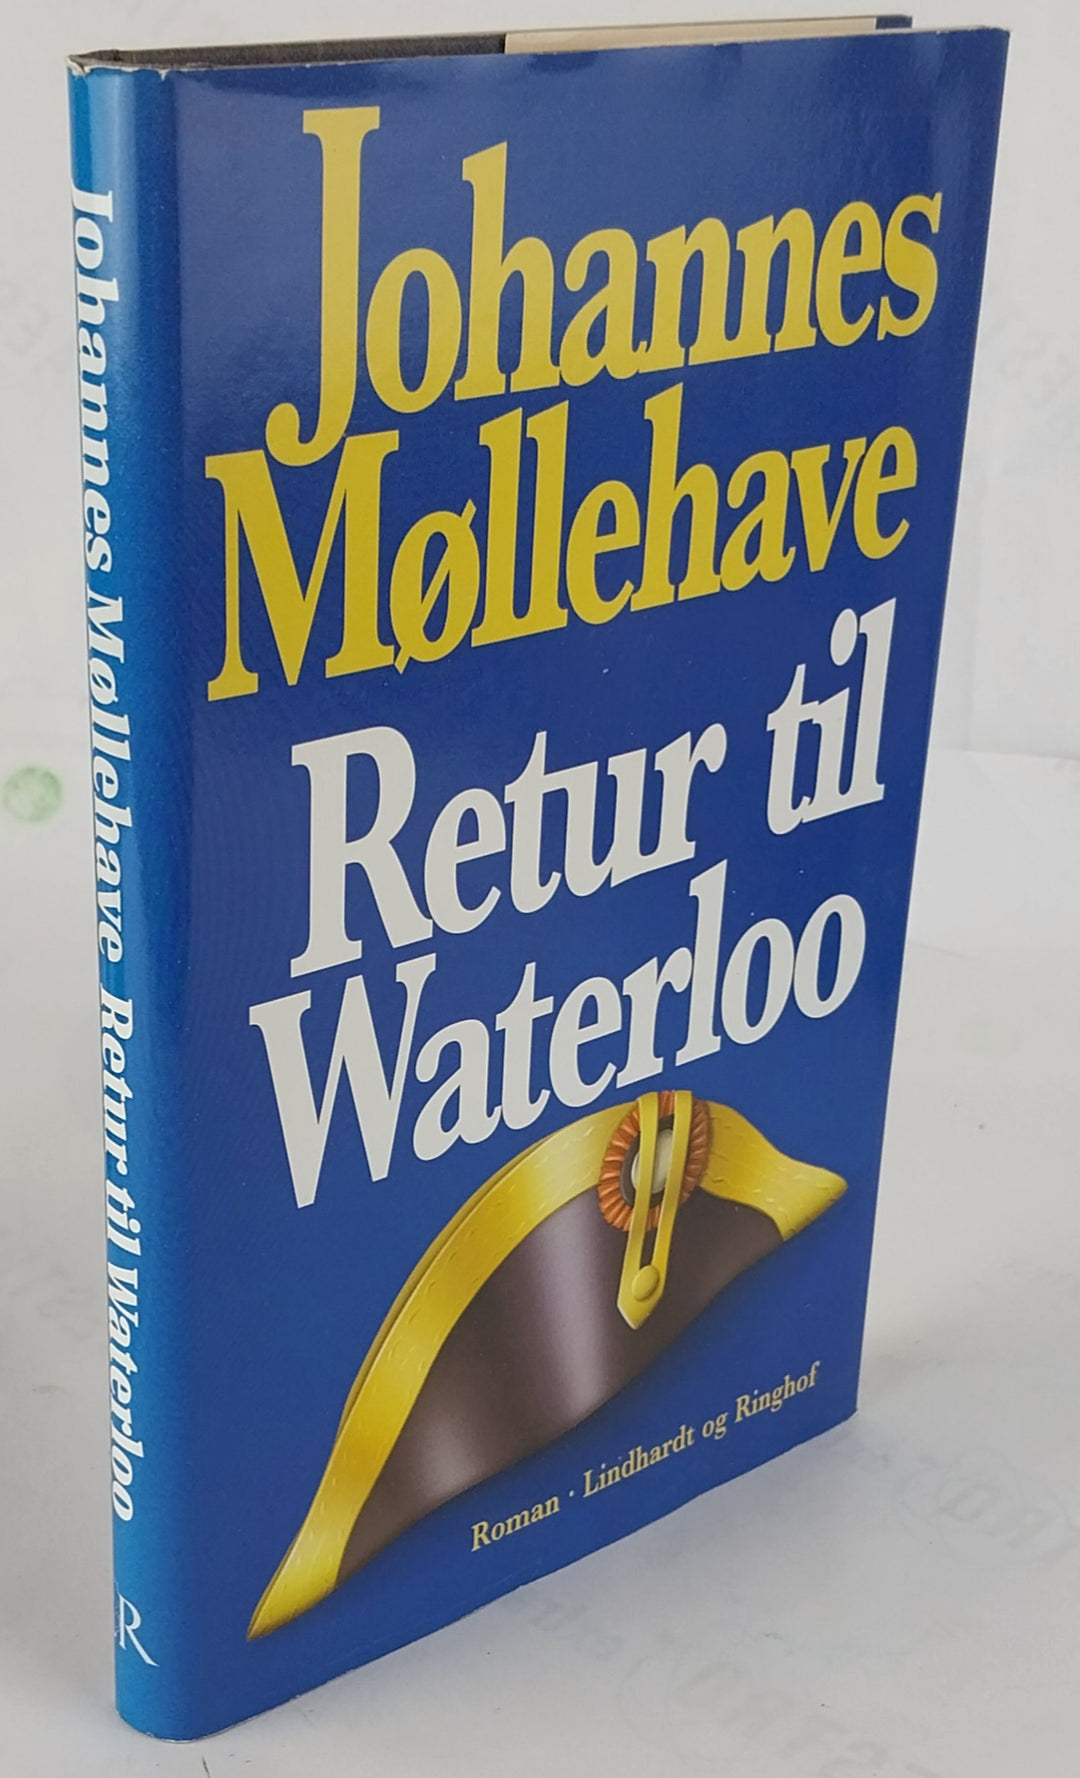 Johannes
Møllehave
Retur til
Waterloo
Roman · Lindhardt og Ringhof
Johannes Møllehave Retur til Waterloo
R